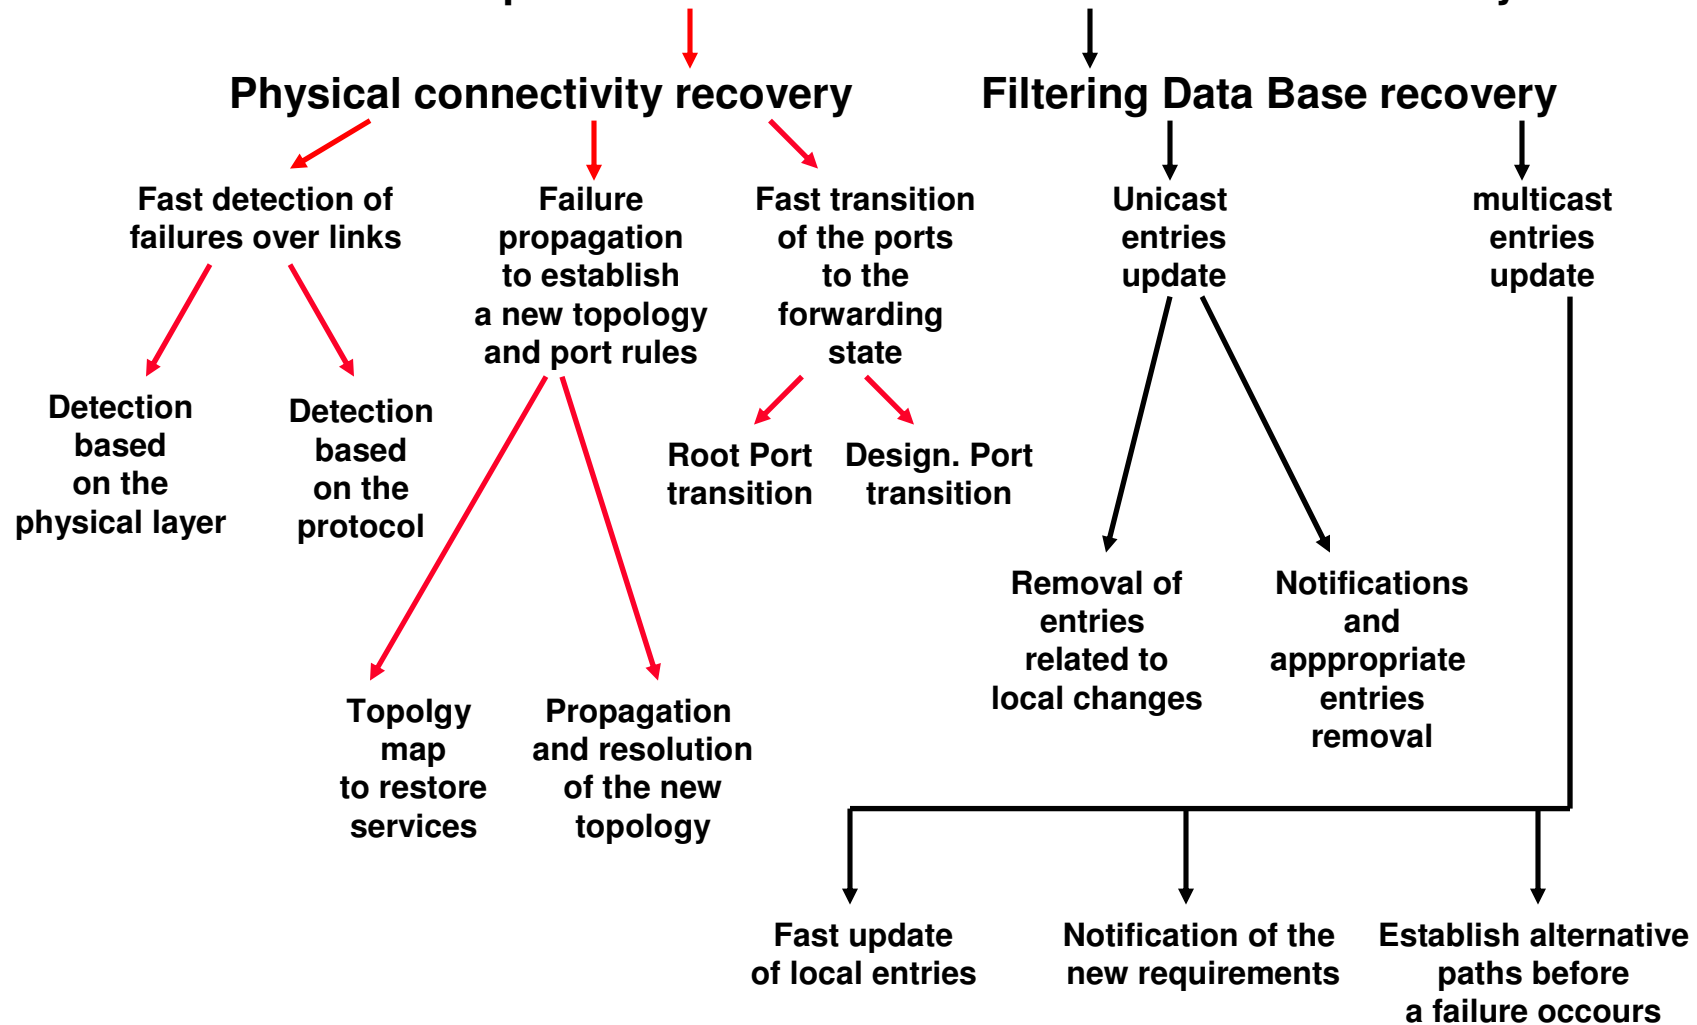 Physical connectivity recovery
Filtering Data Base recovery
Fast detection of
failures over links
Failure
propagation
to establish
a new topology
and port rules
Fast transition
of the ports
to the
forwarding
state
Unicast
entries
update
multicast
entries
update
Detection
based
on the
physical layer
Detection
based
on the
protocol
Root Port
transition
Design. Port
transition
Removal of
entries
related to
local changes
Notifications
and
apppropriate
entries
removal
Topolgy
map
to restore
services
Propagation
and resolution
of the new
topology
Fast update
of local entries
Notification of the
new requirements
Establish alternative
paths before
a failure occours